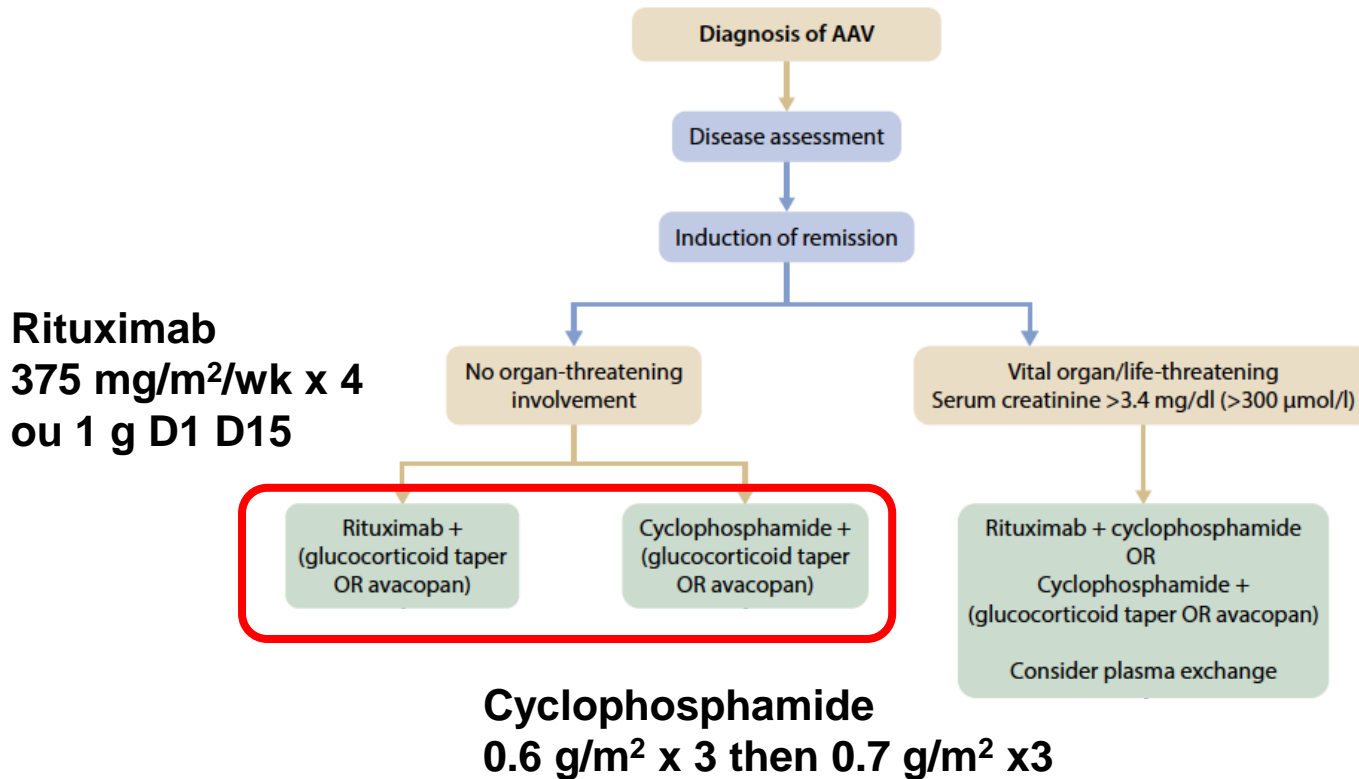 Diagnosis of AAV
Disease assessment
Induction of remission
Rituximab
375 mg/m²/wk x 4
ou 1 g D1 D15
No organ-threatening
involvement
Vital organ/life-threatening
Serum creatinine >3.4 mg/dl (>300 µmol/l)
Rituximab +
(glucocorticoid taper
OR avacopan)
Cyclophosphamide +
(glucocorticoid taper
OR avacopan)
Rituximab + cyclophosphamide
OR
Cyclophosphamide +
(glucocorticoid taper OR avacopan)
Consider plasma exchange
Cyclophosphamide
0.6 g/m² x 3 then 0.7 g/m² x3